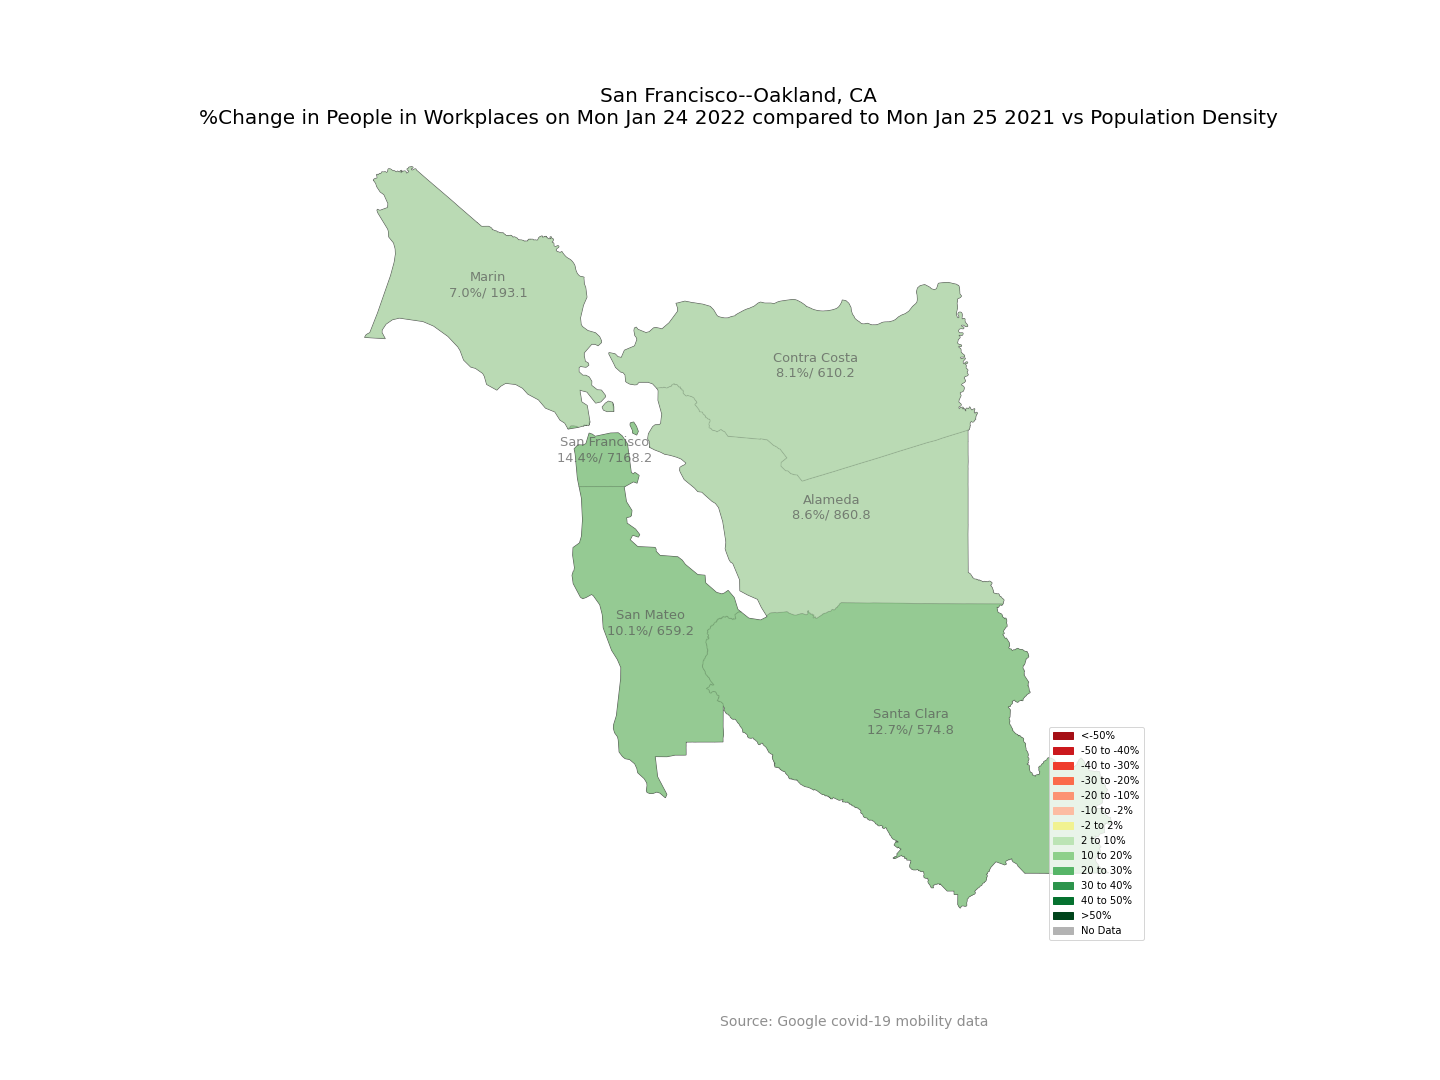 San Francisco--Oakland, CA
%Change in People in Workplaces on Mon Jan 24 2022 compared to Mon Jan 25 2021 vs Population Density
Marin
7.0%/ 193.1
Contra Costa
8.1%/ 610.2
San Francisco
14.4%/ 7168.2
Alameda
8.6%/ 860.8
San Mateo
10.1%/ 659.2
Santa Clara
12.7%/ 574.8
<-50%
-50 to -40%
-40 to -30%
-30 to -20%
-20 to -10%
-10 to -2%
-2 to 2%
2 to 10%
10 to 20%
20 to 30%
30 to 40%
40 to 50%
>50%
No Data
Source: Google covid-19 mobility data